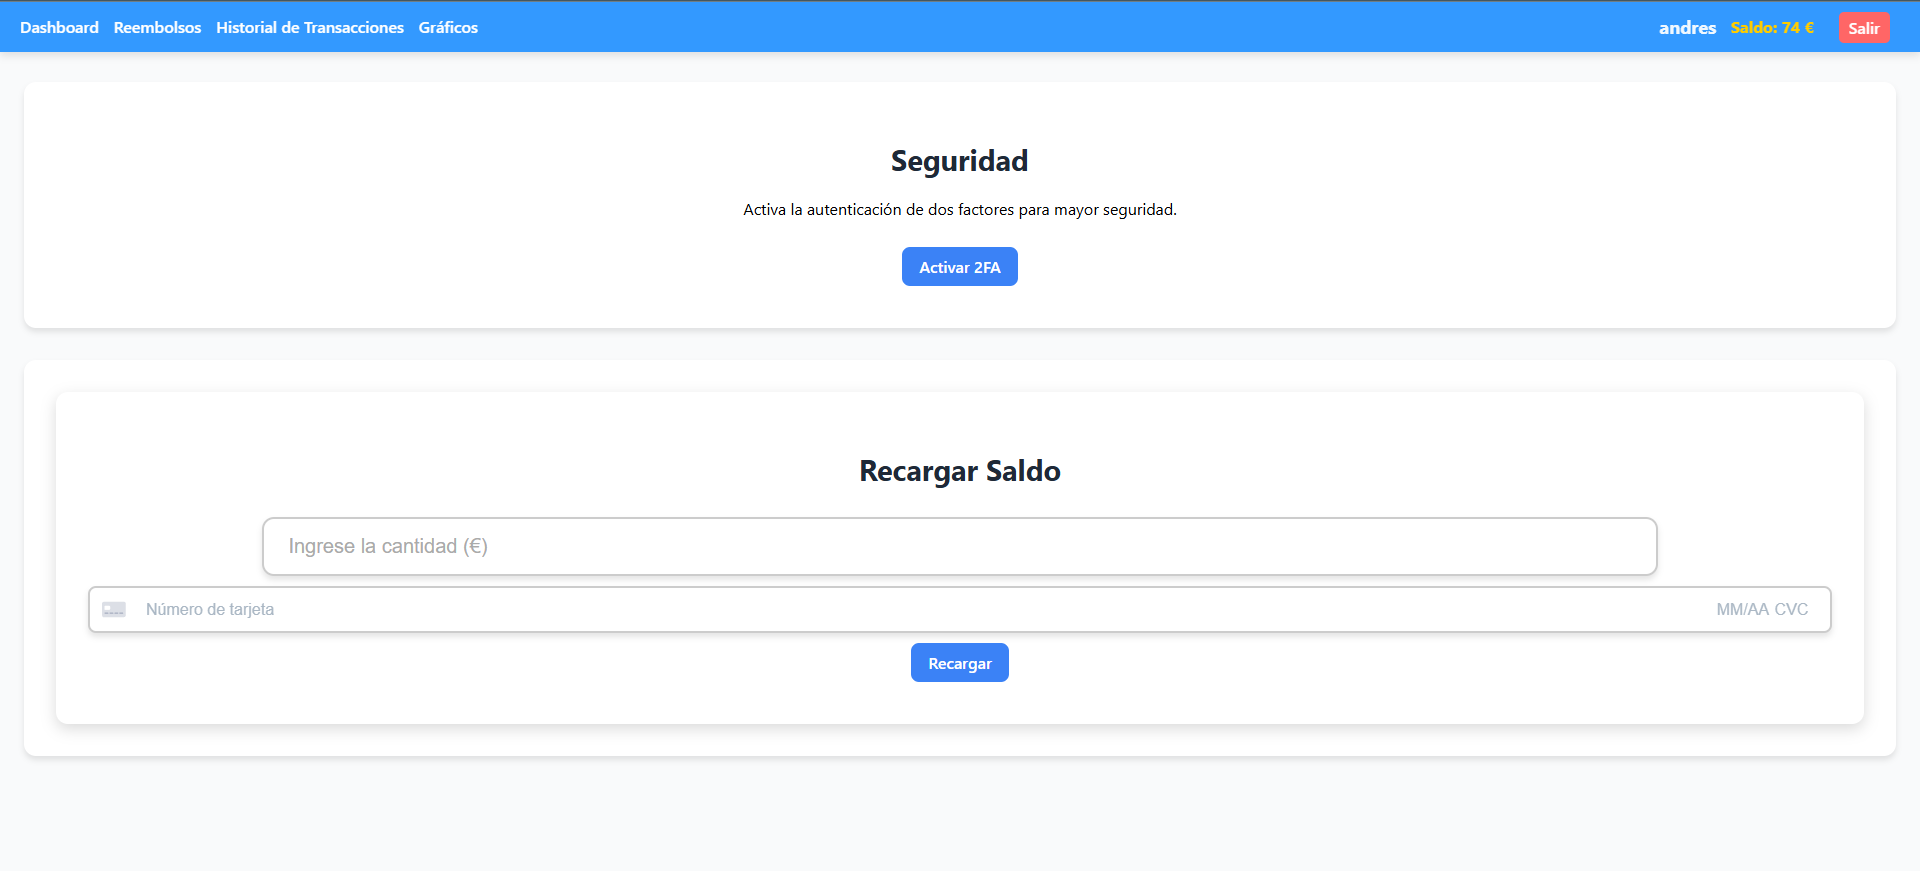 Dashboard Reembolsos Historial de Transacciones Gráficos andres Saldo: 74 € Salir
Seguridad
Activa la autenticación de dos factores para mayor seguridad.
Activar 2FA
Recargar Saldo
Ingrese la cantidad (€)
Número de tarjeta MM/AA CVC
Recargar